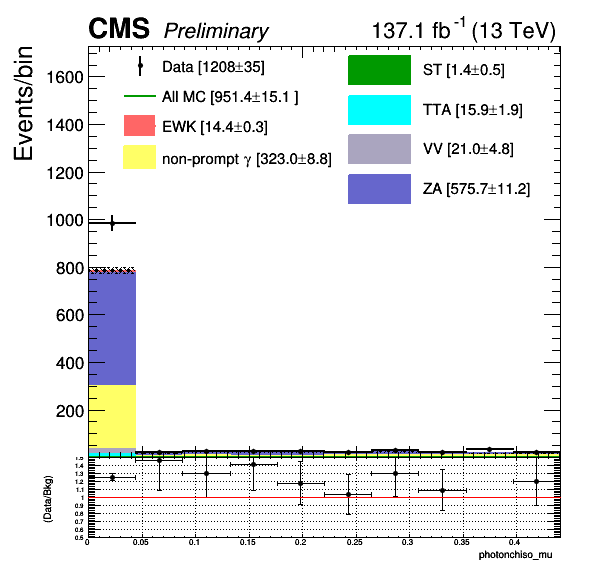 CMS Preliminary 137.1 fb⁻¹ (13 TeV)
Events/bin
1600
1400
1200
1000
800
600
400
200
Data [1208±35]
All MC [951.4±15.1 ]
EWK [14.4±0.3]
non-prompt γ [323.0±8.8]
ST [1.4±0.5]
TTA [15.9±1.9]
VV [21.0±4.8]
ZA [575.7±11.2]
(Data/Bkg)
1.5
1.4
1.3
1.2
1.1
1
0.9
0.8
0.7
0.6
0.5
0 0.05 0.1 0.15 0.2 0.25 0.3 0.35 0.4
photonchiso_mu